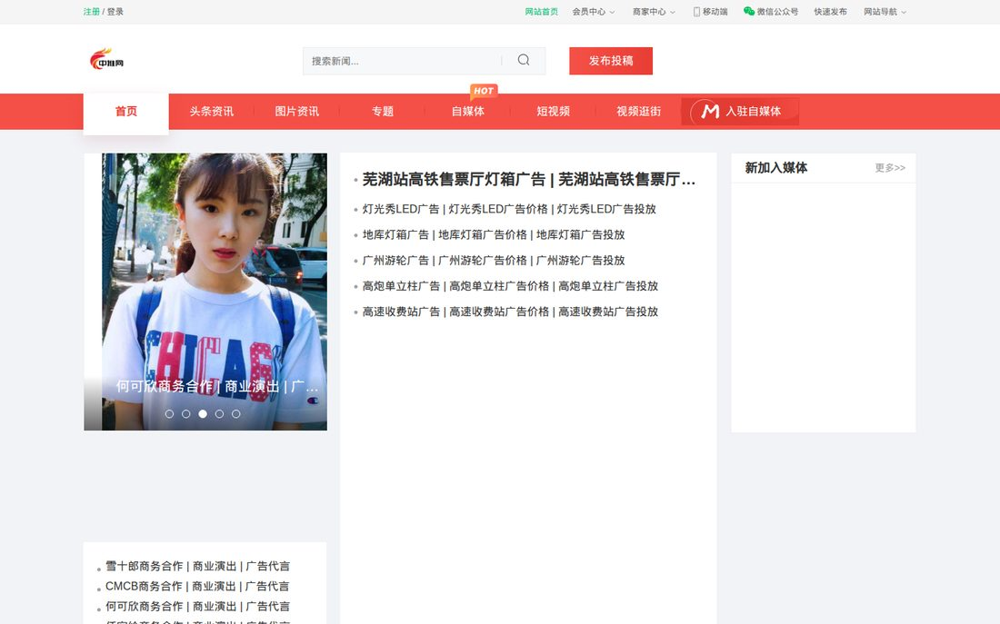 注册 / 登录
网站首页 会员中心 商家中心 移动端 微信公众号 快速发布 网站导航
中推网
搜索新闻...
发布投稿
HOT
首页 头条资讯 图片资讯 专题 自媒体 短视频 视频逛街 入驻自媒体
CHICAGO
何可欣商务合作 | 商业演出 | 广...
芜湖站高铁售票厅灯箱广告 | 芜湖站高铁售票厅...
灯光秀LED广告 | 灯光秀LED广告价格 | 灯光秀LED广告投放
地库灯箱广告 | 地库灯箱广告价格 | 地库灯箱广告投放
广州游轮广告 | 广州游轮广告价格 | 广州游轮广告投放
高炮单立柱广告 | 高炮单立柱广告价格 | 高炮单立柱广告投放
高速收费站广告 | 高速收费站广告价格 | 高速收费站广告投放
新加入媒体 更多>>
雪十郎商务合作 | 商业演出 | 广告代言
CMCB商务合作 | 商业演出 | 广告代言
何可欣商务合作 | 商业演出 | 广告代言